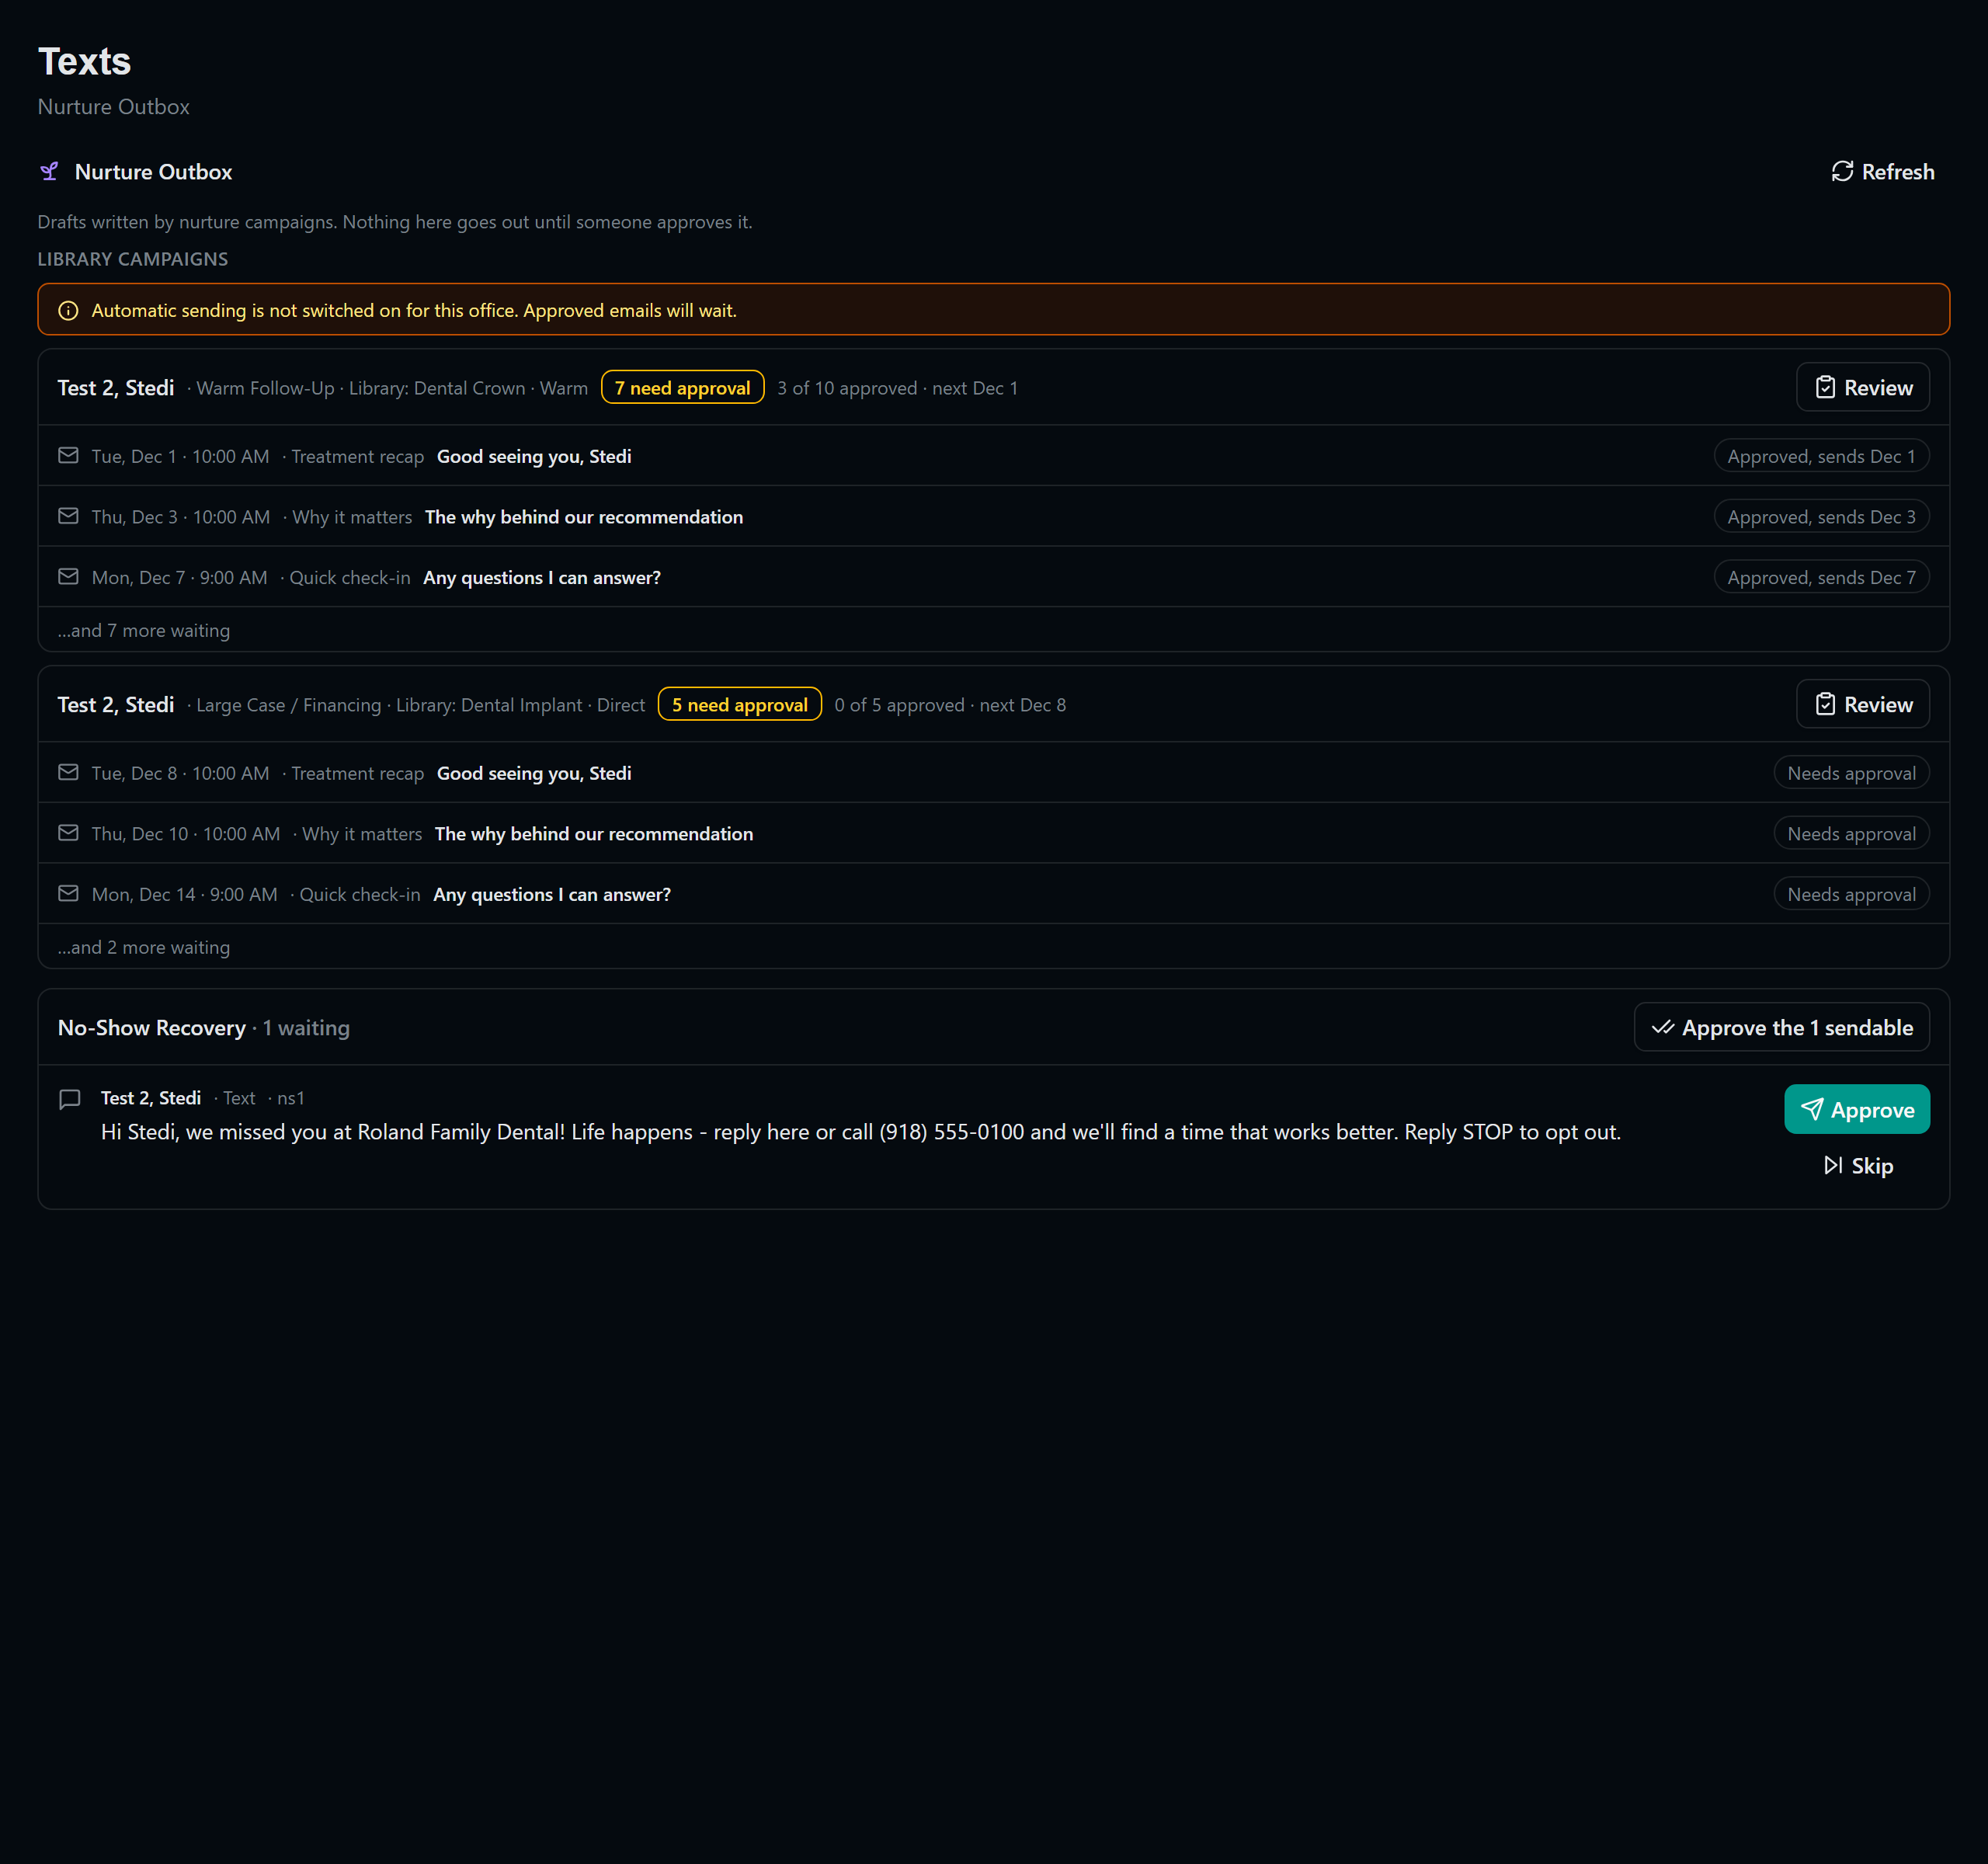 Texts
Nurture Outbox
Nurture Outbox
Refresh
Drafts written by nurture campaigns. Nothing here goes out until someone approves it.
LIBRARY CAMPAIGNS
Automatic sending is not switched on for this office. Approved emails will wait.
Test 2, Stedi · Warm Follow-Up · Library: Dental Crown · Warm 7 need approval 3 of 10 approved · next Dec 1 Review
Tue, Dec 1 · 10:00 AM · Treatment recap Good seeing you, Stedi Approved, sends Dec 1
Thu, Dec 3 · 10:00 AM · Why it matters The why behind our recommendation Approved, sends Dec 3
Mon, Dec 7 · 9:00 AM · Quick check-in Any questions I can answer? Approved, sends Dec 7
...and 7 more waiting
Test 2, Stedi · Large Case / Financing · Library: Dental Implant · Direct 5 need approval 0 of 5 approved · next Dec 8 Review
Tue, Dec 8 · 10:00 AM · Treatment recap Good seeing you, Stedi Needs approval
Thu, Dec 10 · 10:00 AM · Why it matters The why behind our recommendation Needs approval
Mon, Dec 14 · 9:00 AM · Quick check-in Any questions I can answer? Needs approval
...and 2 more waiting
No-Show Recovery · 1 waiting Approve the 1 sendable
Test 2, Stedi · Text · ns1
Hi Stedi, we missed you at Roland Family Dental! Life happens - reply here or call (918) 555-0100 and we'll find a time that works better. Reply STOP to opt out.
Approve
Skip